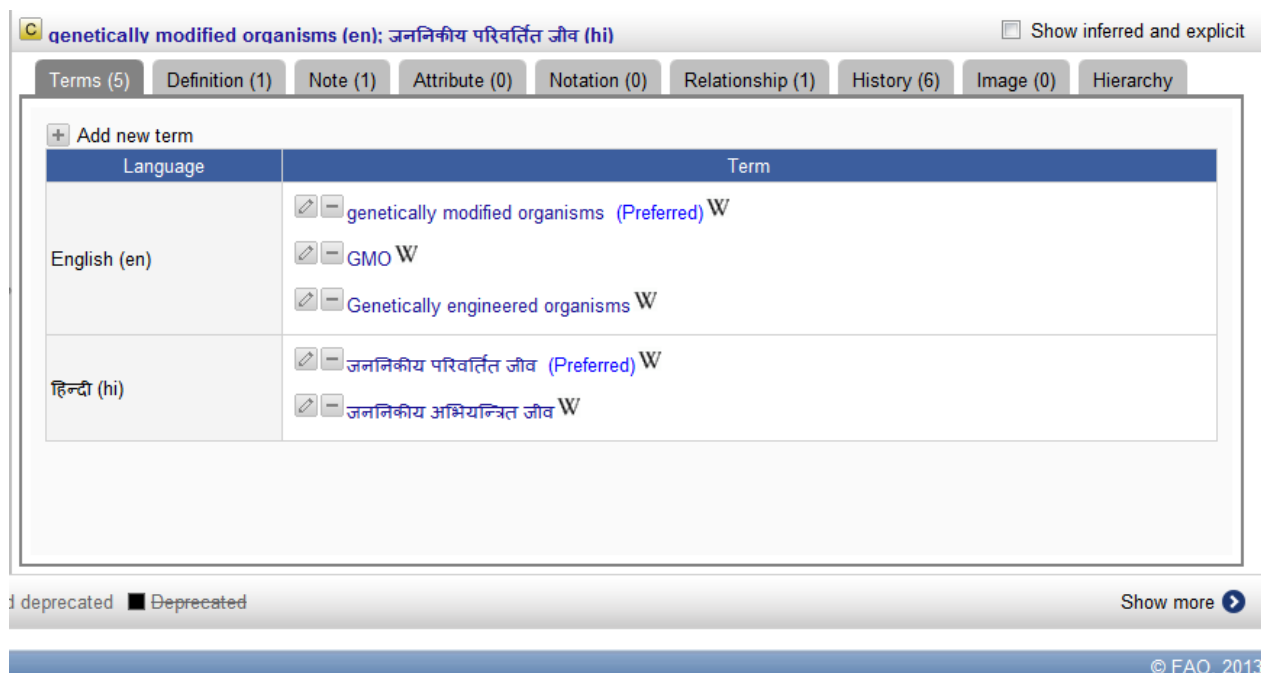 C genetically modified organisms (en); जननिकीय परिवर्तित जीव (hi) Show inferred and explicit
Terms (5) Definition (1) Note (1) Attribute (0) Notation (0) Relationship (1) History (6) Image (0) Hierarchy
Add new term
Language Term
genetically modified organisms (Preferred) W
English (en) GMO W
Genetically engineered organisms W
जननिकीय परिवर्तित जीव (Preferred) W
हिन्दी (hi)
जननिकीय अभियन्त्रित जीव W
deprecated Deprecated Show more
© FAO, 2013